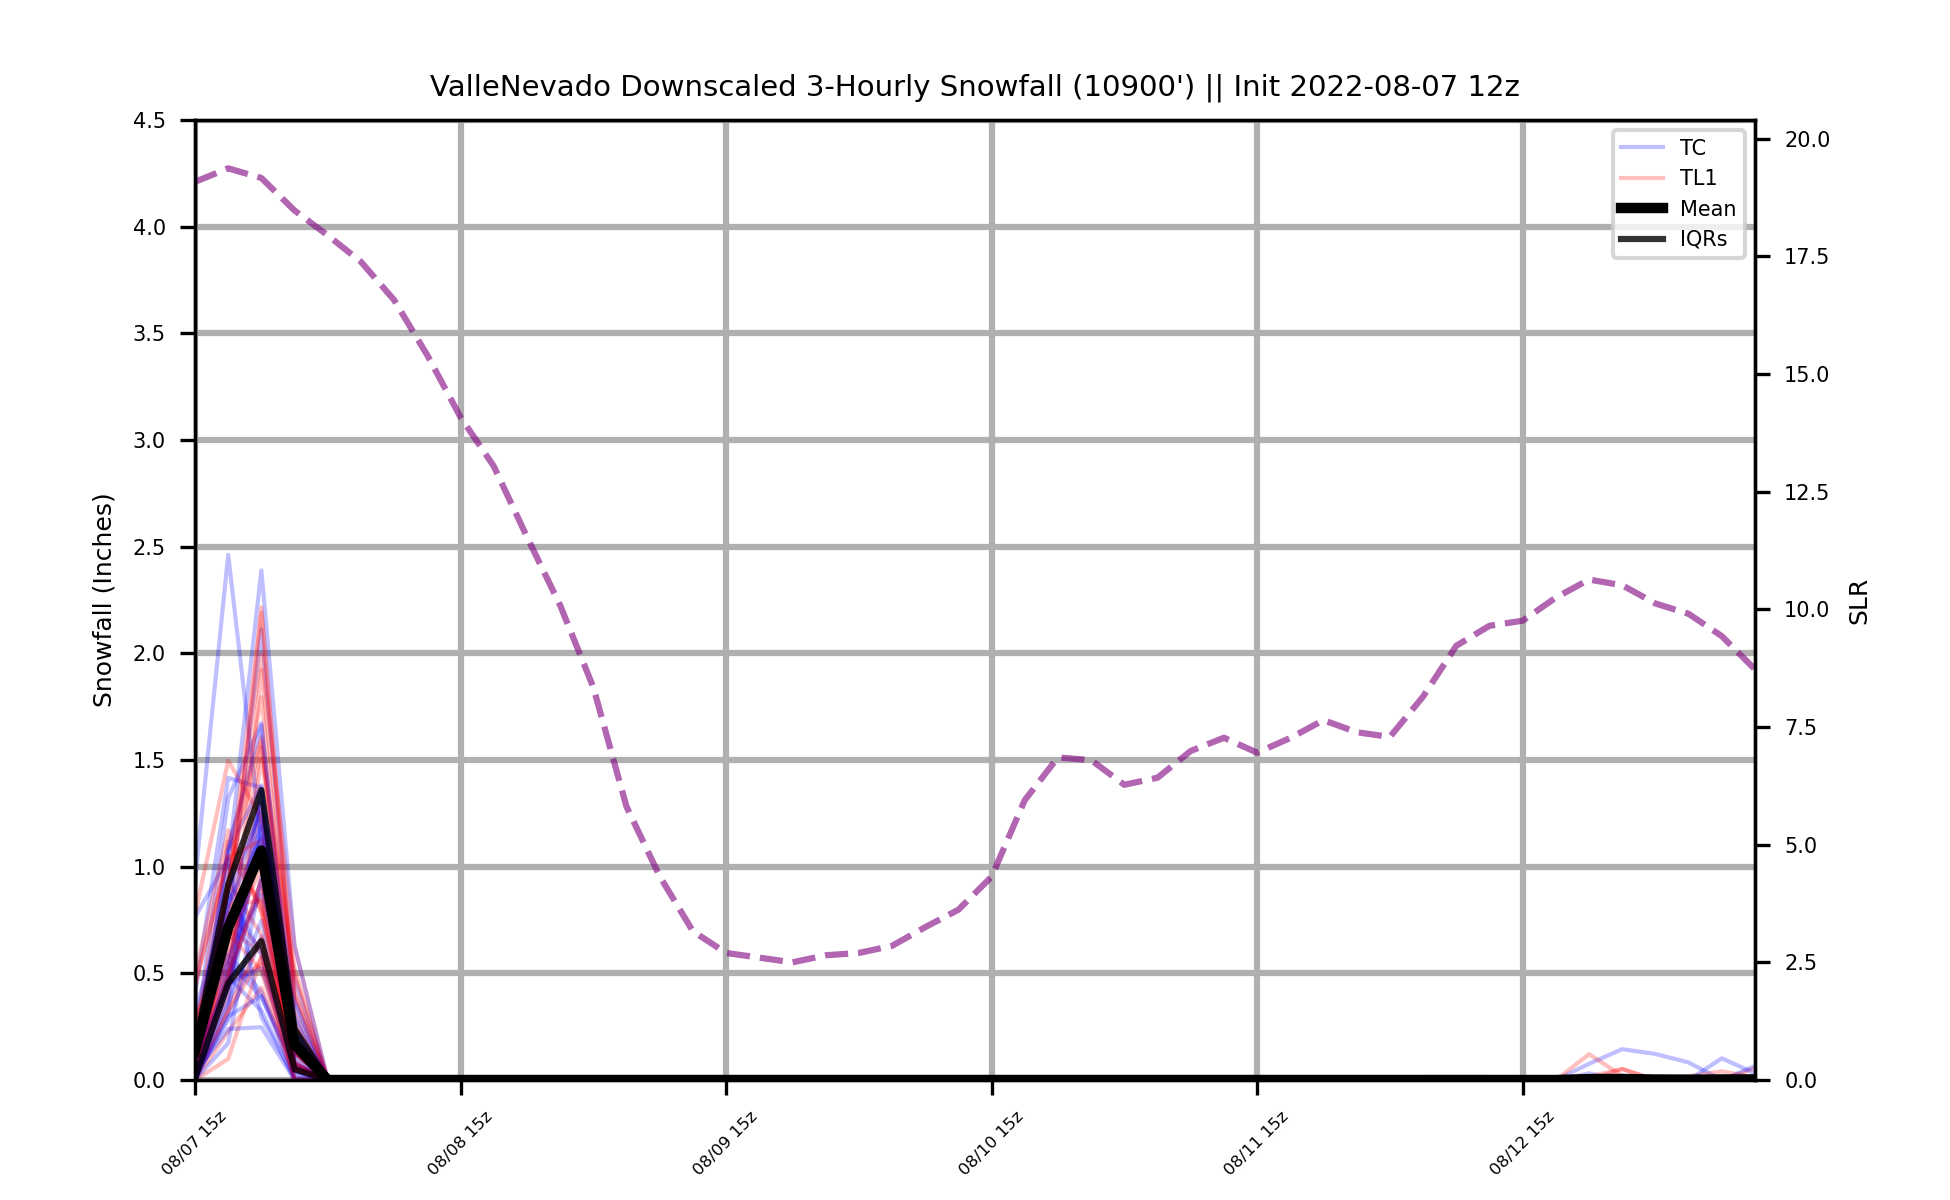 ValleNevado Downscaled 3-Hourly Snowfall (10900') || Init 2022-08-07 12z
Snowfall (Inches)
4.5
4.0
3.5
3.0
2.5
2.0
1.5
1.0
0.5
0.0
TC
TL1
Mean
IQRs
20.0
17.5
15.0
12.5
10.0
7.5
5.0
2.5
0.0
SLR
08/07 15z
08/08 15z
08/09 15z
08/10 15z
08/11 15z
08/12 15z